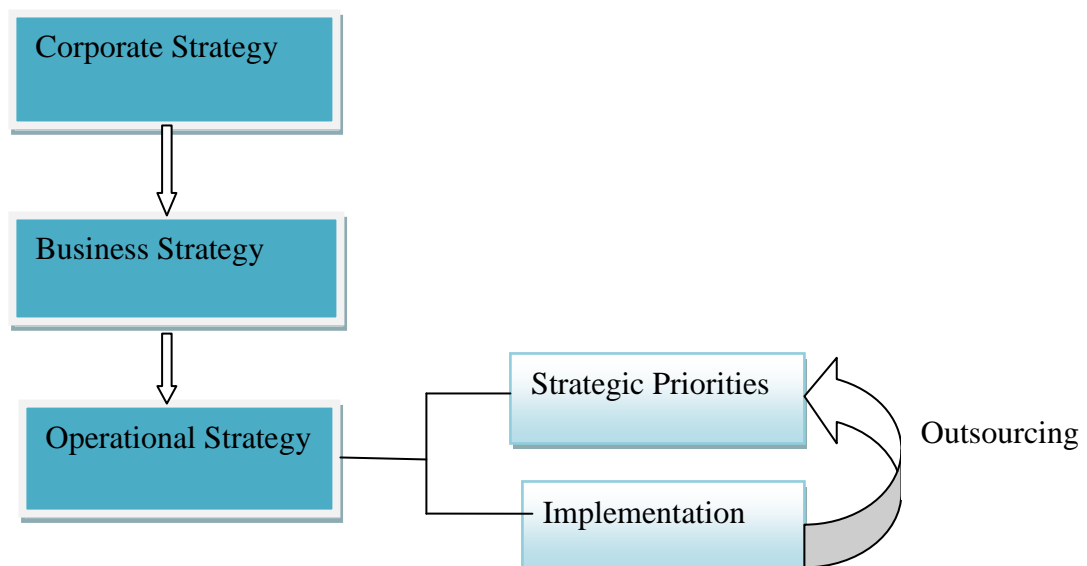 Corporate Strategy
Business Strategy
Operational Strategy
Strategic Priorities
Implementation
Outsourcing